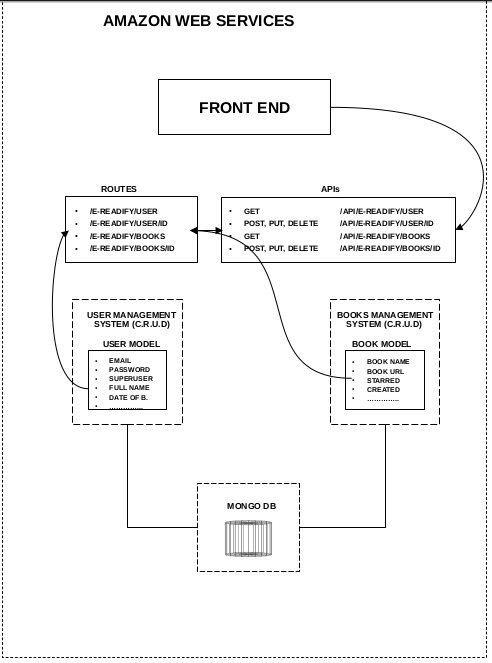 AMAZON WEB SERVICES
FRONT END
ROUTES
• /E-READIFY/USER
• /E-READIFY/USER/ID
• /E-READIFY/BOOKS
• /E-READIFY/BOOKS/ID
APIs
• GET /API/E-READIFY/USER
• POST, PUT, DELETE /API/E-READIFY/USER/ID
• GET /API/E-READIFY/BOOKS
• POST, PUT, DELETE /API/E-READIFY/BOOKS/ID
USER MANAGEMENT
SYSTEM (C.R.U.D)
USER MODEL
• EMAIL
• PASSWORD
• SUPERUSER
• FULL NAME
• DATE OF B.
• ...............
BOOKS MANAGEMENT
SYSTEM (C.R.U.D)
BOOK MODEL
• BOOK NAME
• BOOK URL
• STARRED
• CREATED
• ..............
MONGO DB